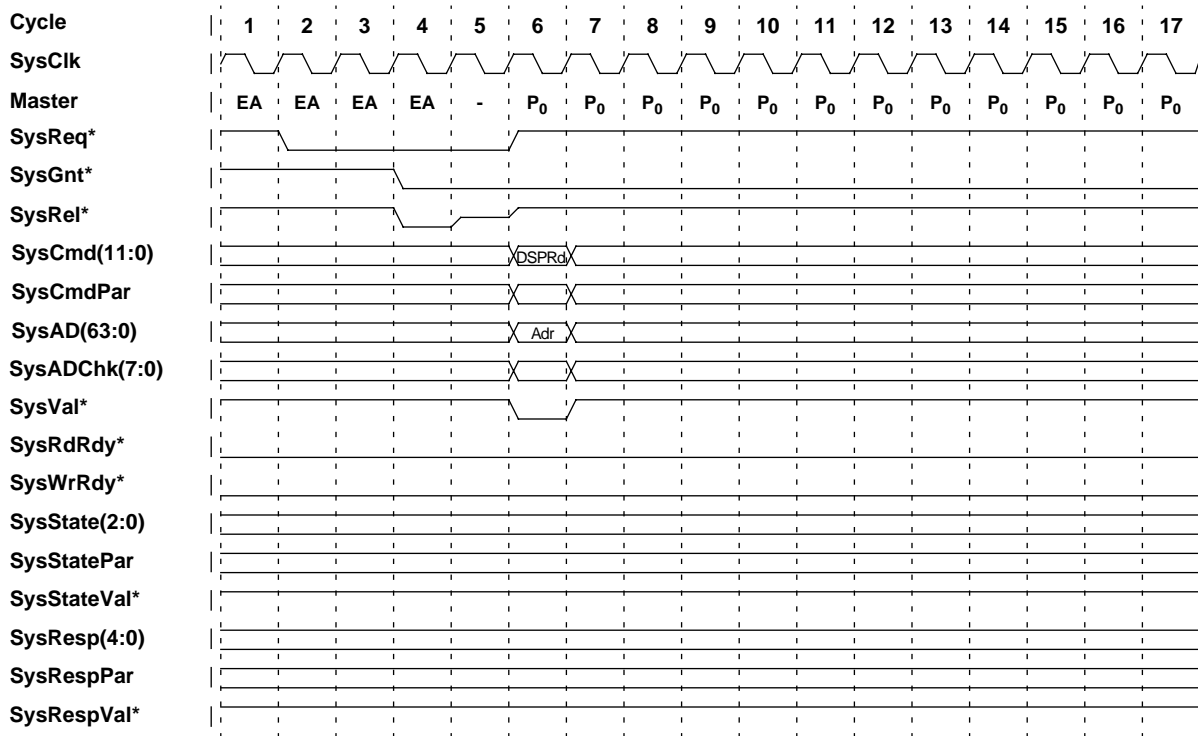 Cycle 1 2 3 4 5 6 7 8 9 10 11 12 13 14 15 16 17
SysClk
Master EA EA EA EA - P0 P0 P0 P0 P0 P0 P0 P0 P0 P0 P0 P0
SysReq*
SysGnt*
SysRel*
SysCmd(11:0) DSPRd
SysCmdPar
SysAD(63:0) Adr
SysADChk(7:0)
SysVal*
SysRdRdy*
SysWrRdy*
SysState(2:0)
SysStatePar
SysStateVal*
SysResp(4:0)
SysRespPar
SysRespVal*